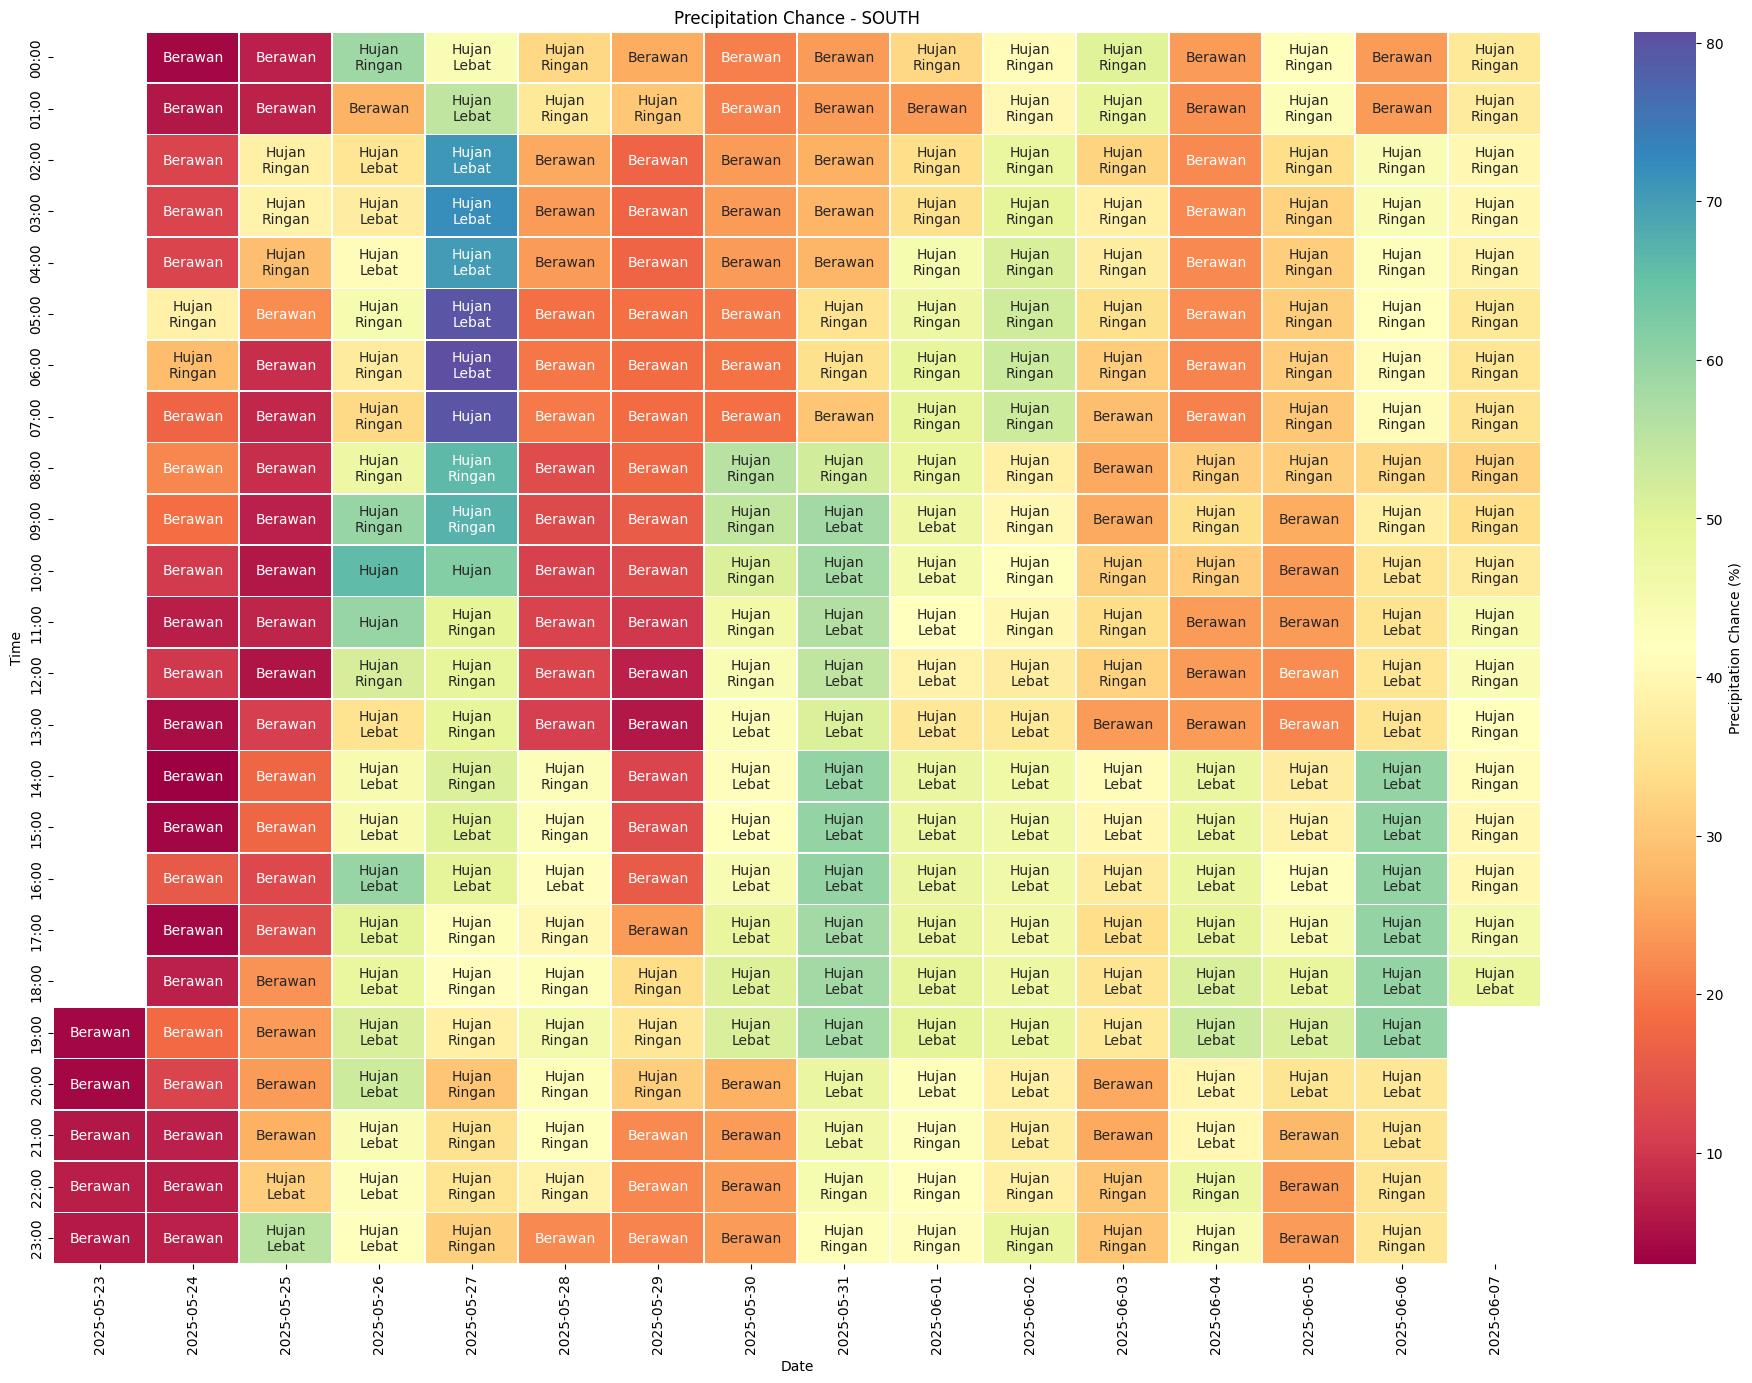 Precipitation Chance - SOUTH
00:00 Berawan Berawan Hujan Ringan Hujan Lebat Hujan Ringan Berawan Berawan Berawan Hujan Ringan Hujan Ringan Hujan Ringan Berawan Hujan Ringan Berawan Hujan Ringan
01:00 Berawan Berawan Berawan Hujan Lebat Hujan Ringan Hujan Ringan Berawan Berawan Berawan Hujan Ringan Hujan Ringan Berawan Hujan Ringan Berawan Hujan Ringan
02:00 Berawan Hujan Ringan Hujan Lebat Hujan Lebat Berawan Berawan Berawan Berawan Hujan Ringan Hujan Ringan Hujan Ringan Berawan Hujan Ringan Hujan Ringan Hujan Ringan
03:00 Berawan Hujan Ringan Hujan Lebat Hujan Lebat Berawan Berawan Berawan Berawan Hujan Ringan Hujan Ringan Hujan Ringan Berawan Hujan Ringan Hujan Ringan Hujan Ringan
04:00 Berawan Hujan Ringan Hujan Lebat Hujan Lebat Berawan Berawan Berawan Berawan Hujan Ringan Hujan Ringan Hujan Ringan Berawan Hujan Ringan Hujan Ringan Hujan Ringan
05:00 Hujan Ringan Berawan Hujan Ringan Hujan Lebat Berawan Berawan Berawan Hujan Ringan Hujan Ringan Hujan Ringan Hujan Ringan Berawan Hujan Ringan Hujan Ringan Hujan Ringan
06:00 Hujan Ringan Berawan Hujan Ringan Hujan Lebat Berawan Berawan Berawan Hujan Ringan Hujan Ringan Hujan Ringan Hujan Ringan Berawan Hujan Ringan Hujan Ringan Hujan Ringan
07:00 Berawan Berawan Hujan Ringan Hujan Berawan Berawan Berawan Berawan Hujan Ringan Hujan Ringan Berawan Berawan Hujan Ringan Hujan Ringan Hujan Ringan
08:00 Berawan Berawan Hujan Ringan Hujan Ringan Berawan Berawan Hujan Ringan Hujan Ringan Hujan Ringan Hujan Ringan Berawan Hujan Ringan Hujan Ringan Hujan Ringan Hujan Ringan
09:00 Berawan Berawan Hujan Ringan Hujan Ringan Berawan Berawan Hujan Ringan Hujan Lebat Hujan Lebat Hujan Ringan Berawan Hujan Ringan Berawan Hujan Ringan Hujan Ringan
10:00 Berawan Berawan Hujan Hujan Berawan Berawan Hujan Ringan Hujan Lebat Hujan Lebat Hujan Ringan Hujan Ringan Hujan Ringan Berawan Hujan Lebat Hujan Ringan
11:00 Berawan Berawan Hujan Hujan Ringan Berawan Berawan Hujan Ringan Hujan Lebat Hujan Lebat Hujan Ringan Hujan Ringan Berawan Berawan Hujan Lebat Hujan Ringan
12:00 Berawan Berawan Hujan Ringan Hujan Ringan Berawan Berawan Hujan Ringan Hujan Lebat Hujan Lebat Hujan Lebat Hujan Ringan Berawan Berawan Hujan Lebat Hujan Ringan
13:00 Berawan Berawan Hujan Lebat Hujan Ringan Berawan Berawan Hujan Lebat Hujan Lebat Hujan Lebat Hujan Lebat Berawan Berawan Berawan Hujan Lebat Hujan Ringan
14:00 Berawan Berawan Hujan Lebat Hujan Ringan Hujan Ringan Berawan Hujan Lebat Hujan Lebat Hujan Lebat Hujan Lebat Hujan Lebat Hujan Lebat Hujan Lebat Hujan Lebat Hujan Ringan
15:00 Berawan Berawan Hujan Lebat Hujan Lebat Hujan Ringan Berawan Hujan Lebat Hujan Lebat Hujan Lebat Hujan Lebat Hujan Lebat Hujan Lebat Hujan Lebat Hujan Lebat Hujan Ringan
16:00 Berawan Berawan Hujan Lebat Hujan Lebat Hujan Lebat Berawan Hujan Lebat Hujan Lebat Hujan Lebat Hujan Lebat Hujan Lebat Hujan Lebat Hujan Lebat Hujan Lebat Hujan Ringan
17:00 Berawan Berawan Hujan Lebat Hujan Ringan Hujan Ringan Berawan Hujan Lebat Hujan Lebat Hujan Lebat Hujan Lebat Hujan Lebat Hujan Lebat Hujan Lebat Hujan Lebat Hujan Ringan
18:00 Berawan Berawan Hujan Lebat Hujan Ringan Hujan Ringan Hujan Ringan Hujan Lebat Hujan Lebat Hujan Lebat Hujan Lebat Hujan Lebat Hujan Lebat Hujan Lebat Hujan Lebat Hujan Lebat
19:00 Berawan Berawan Berawan Hujan Lebat Hujan Ringan Hujan Ringan Hujan Ringan Hujan Lebat Hujan Lebat Hujan Lebat Hujan Lebat Hujan Lebat Hujan Lebat Hujan Lebat Hujan Lebat
20:00 Berawan Berawan Berawan Hujan Lebat Hujan Ringan Hujan Ringan Hujan Ringan Berawan Hujan Lebat Hujan Lebat Hujan Lebat Berawan Hujan Lebat Hujan Lebat Hujan Lebat
21:00 Berawan Berawan Berawan Hujan Lebat Hujan Ringan Hujan Ringan Berawan Berawan Hujan Lebat Hujan Ringan Hujan Lebat Berawan Hujan Lebat Berawan Hujan Lebat
22:00 Berawan Berawan Hujan Lebat Hujan Lebat Hujan Ringan Hujan Ringan Berawan Berawan Hujan Ringan Hujan Ringan Hujan Ringan Hujan Ringan Hujan Ringan Berawan Hujan Ringan
23:00 Berawan Berawan Hujan Lebat Hujan Lebat Hujan Ringan Berawan Berawan Berawan Hujan Ringan Hujan Ringan Hujan Ringan Hujan Ringan Hujan Ringan Berawan Hujan Ringan
Time
2025-05-23 2025-05-24 2025-05-25 2025-05-26 2025-05-27 2025-05-28 2025-05-29 2025-05-30 2025-05-31 2025-06-01 2025-06-02 2025-06-03 2025-06-04 2025-06-05 2025-06-06 2025-06-07
Date
80
70
60
50
40
30
20
10
Precipitation Chance (%)